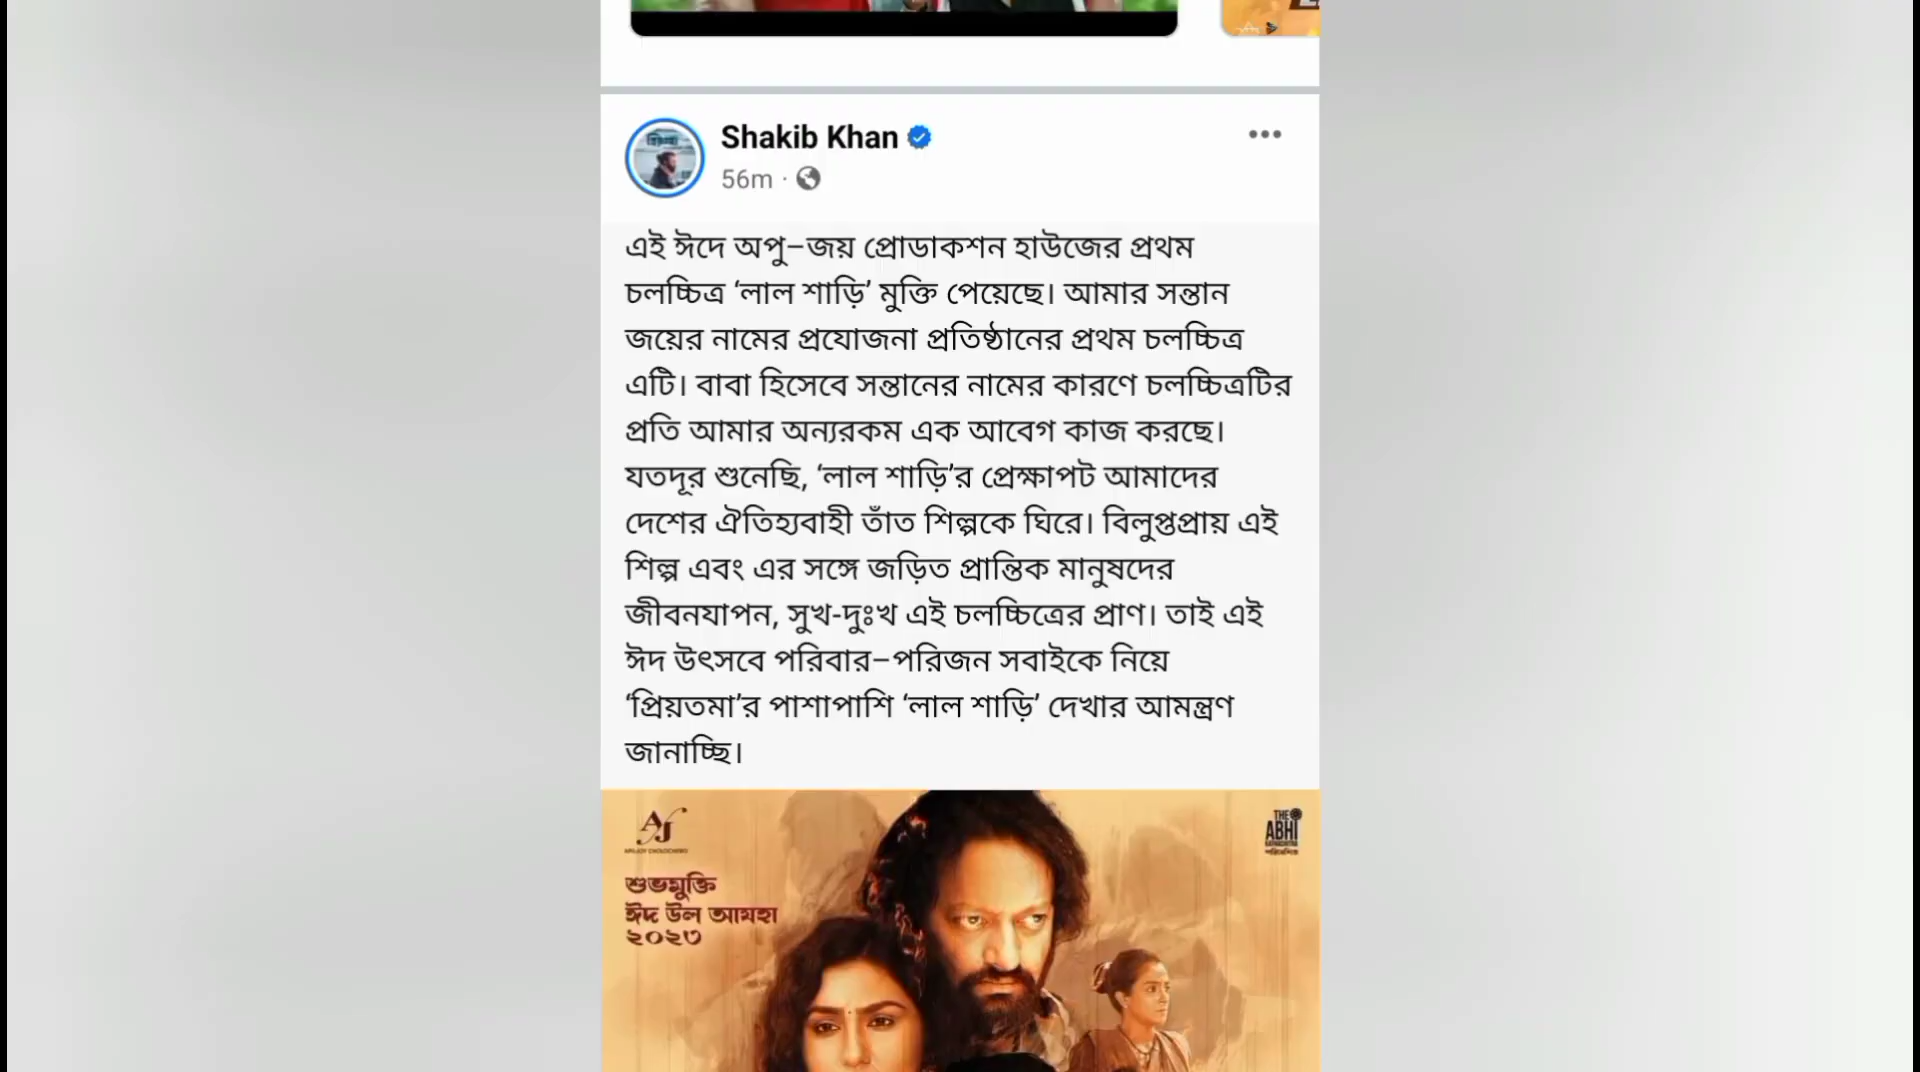 Shakib Khan
56m ·
এই ঈদে অপু–জয় প্রোডাকশন হাউজের প্রথম
চলচ্চিত্র ‘লাল শাড়ি’ মুক্তি পেয়েছে। আমার সন্তান
জয়ের নামের প্রযোজনা প্রতিষ্ঠানের প্রথম চলচ্চিত্র
এটি। বাবা হিসেবে সন্তানের নামের কারণে চলচ্চিত্রটির
প্রতি আমার অন্যরকম এক আবেগ কাজ করছে।
যতদূর শুনেছি, ‘লাল শাড়ি’র প্রেক্ষাপট আমাদের
দেশের ঐতিহ্যবাহী তাঁত শিল্পকে ঘিরে। বিলুপ্তপ্রায় এই
শিল্প এবং এর সঙ্গে জড়িত প্রান্তিক মানুষদের
জীবনযাপন, সুখ-দুঃখ এই চলচ্চিত্রের প্রাণ। তাই এই
ঈদ উৎসবে পরিবার–পরিজন সবাইকে নিয়ে
‘প্রিয়তমা’র পাশাপাশি ‘লাল শাড়ি’ দেখার আমন্ত্রণ
জানাচ্ছি।
AJ
THE
ABHI
শুভমুক্তি
ঈদ উল আযহা
২০২৩